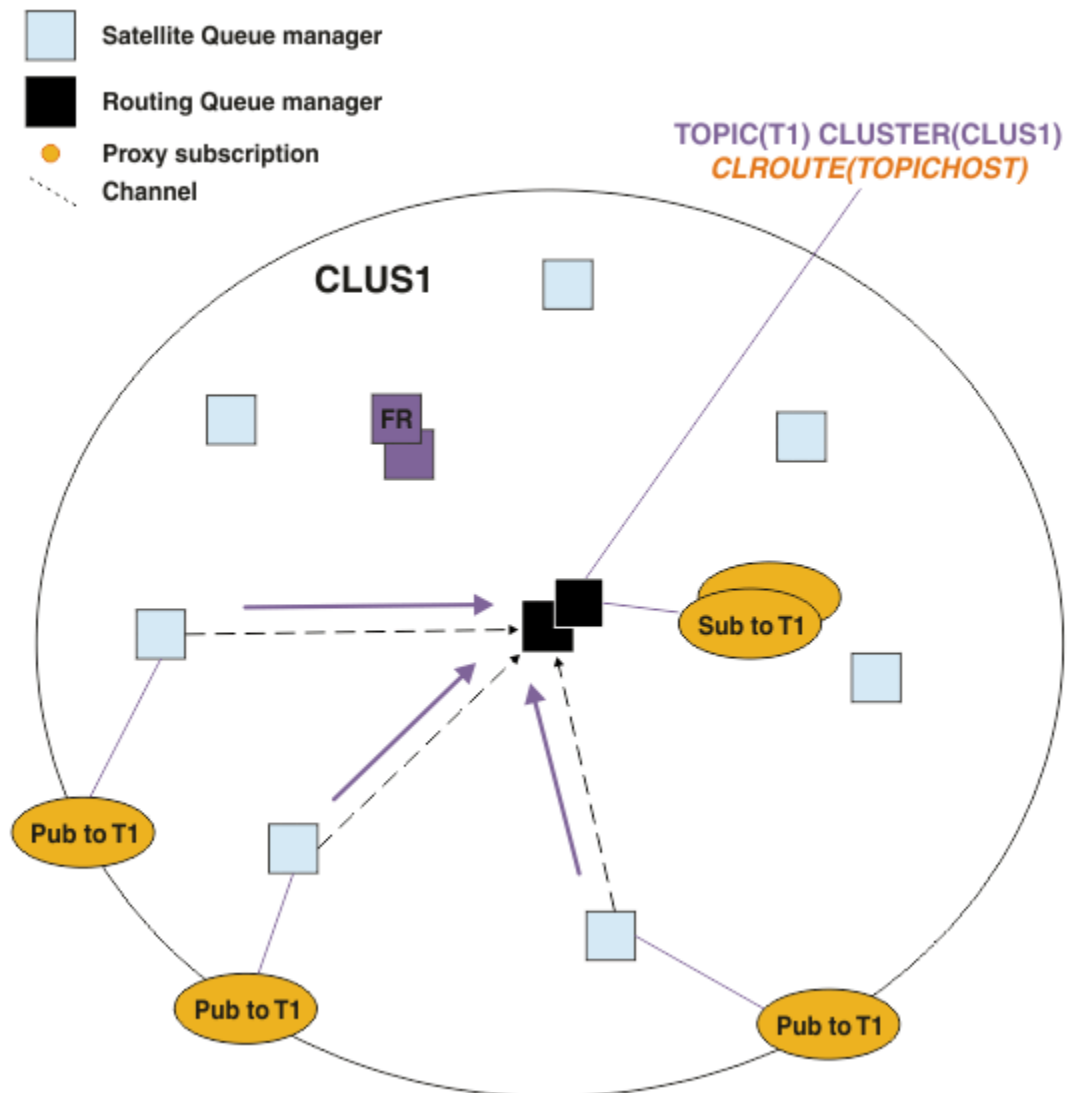 Satellite Queue manager
Routing Queue manager
Proxy subscription
Channel
TOPIC(T1) CLUSTER(CLUS1)
CLROUTE(TOPICHOST)
CLUS1
FR
Sub to T1
Pub to T1
Pub to T1
Pub to T1